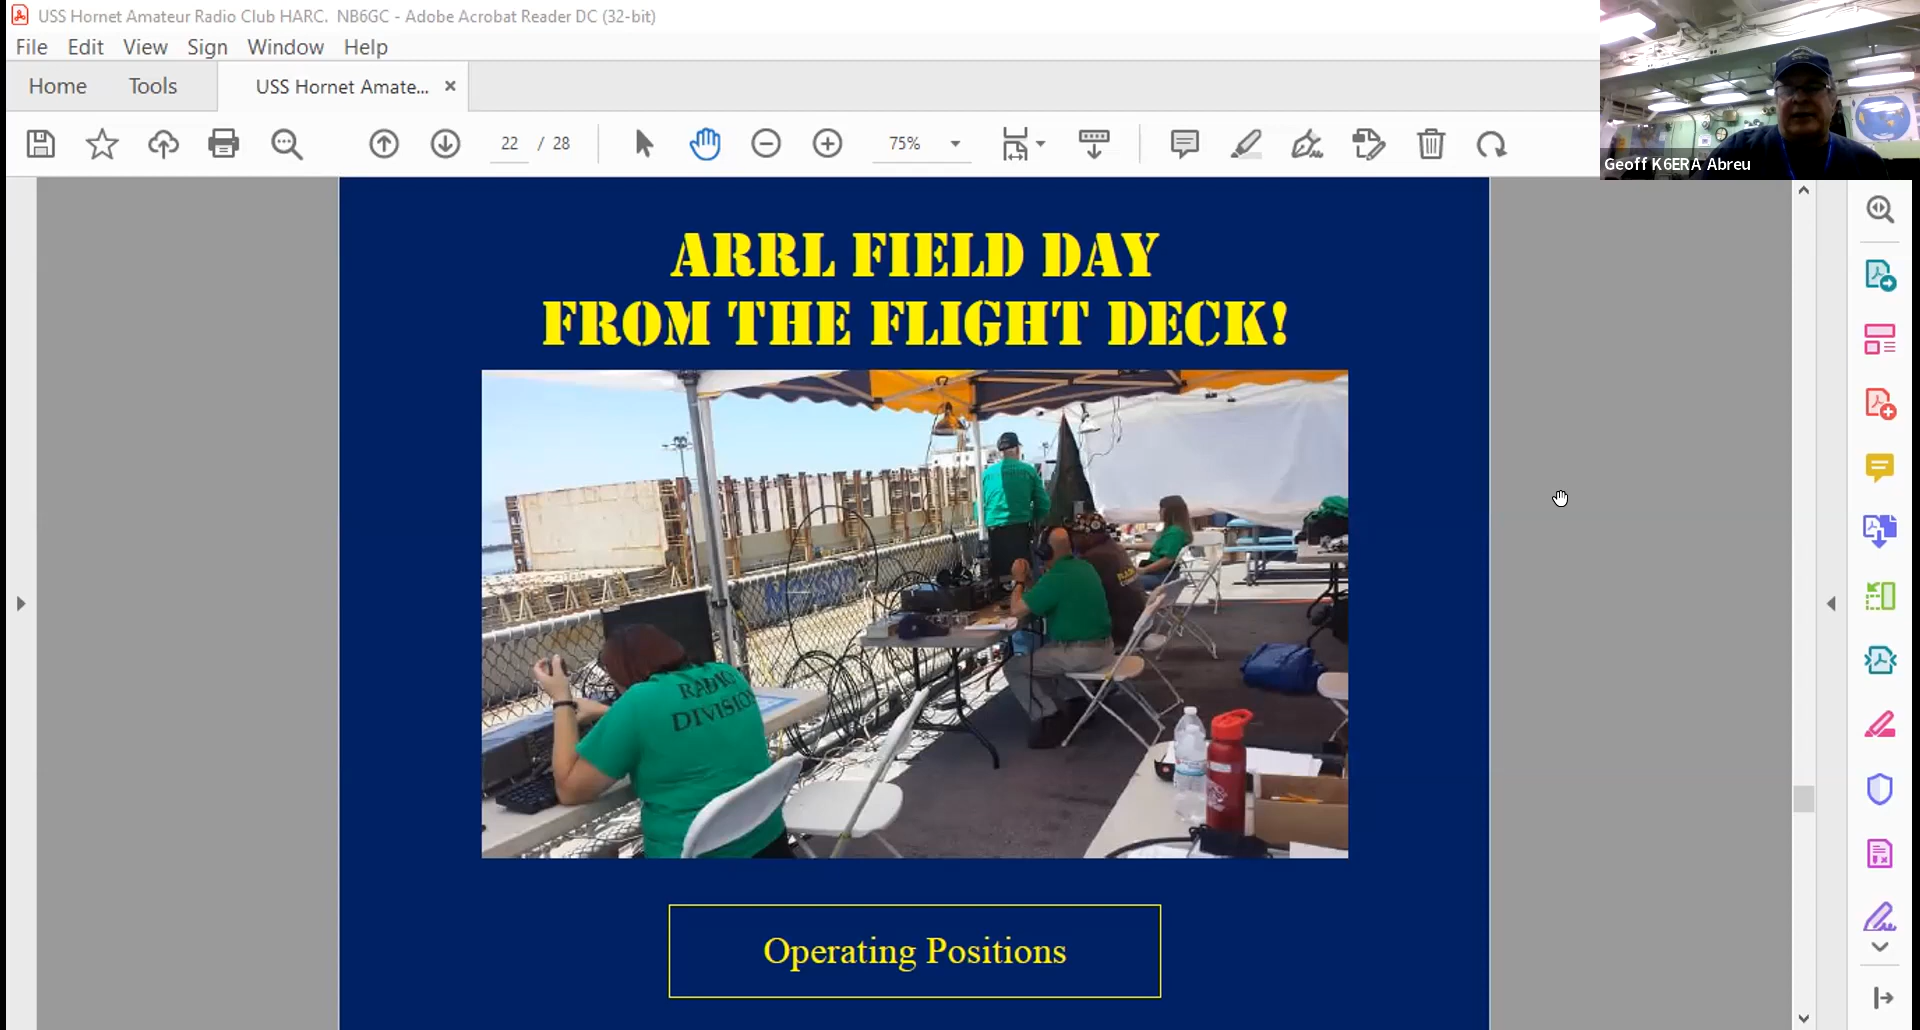 USS Hornet Amateur Radio Club HARC.  NB6GC - Adobe Acrobat Reader DC (32-bit)
File Edit View Sign Window Help
Home Tools USS Hornet Amate... ×
22 / 28 75%
Geoff K6ERA Abreu
ARRL FIELD DAY
FROM THE FLIGHT DECK!
RADIO
DIVISION
Operating Positions